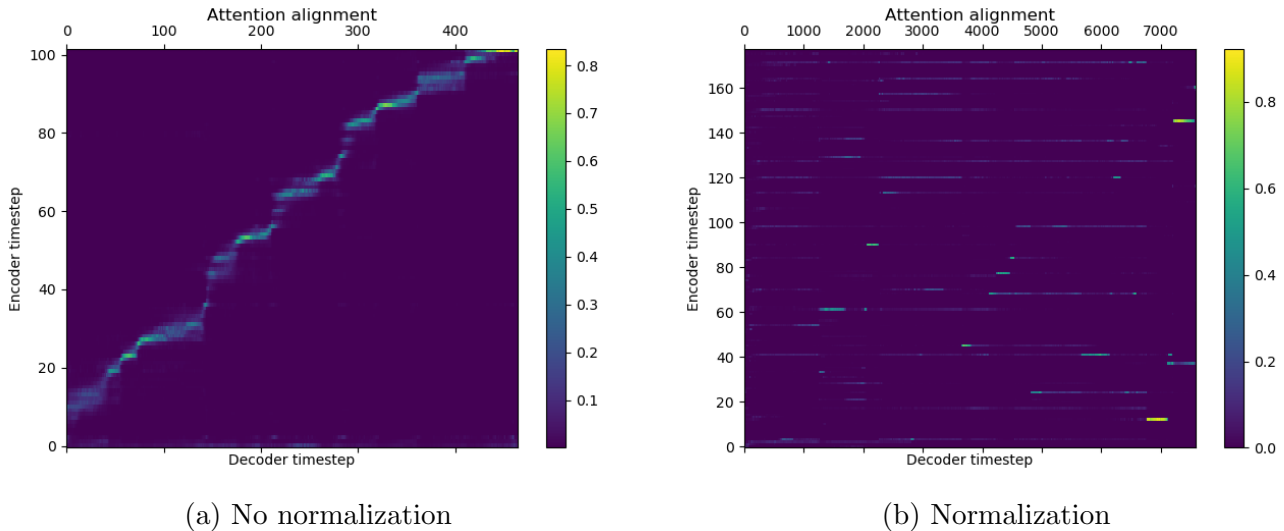 Attention alignment
0 100 200 300 400
100
80
60
40
20
0
Encoder timestep
Decoder timestep
0.8
0.7
0.6
0.5
0.4
0.3
0.2
0.1
(a) No normalization
Attention alignment
0 1000 2000 3000 4000 5000 6000 7000
160
140
120
100
80
60
40
20
0
Encoder timestep
Decoder timestep
0.8
0.6
0.4
0.2
0.0
(b) Normalization